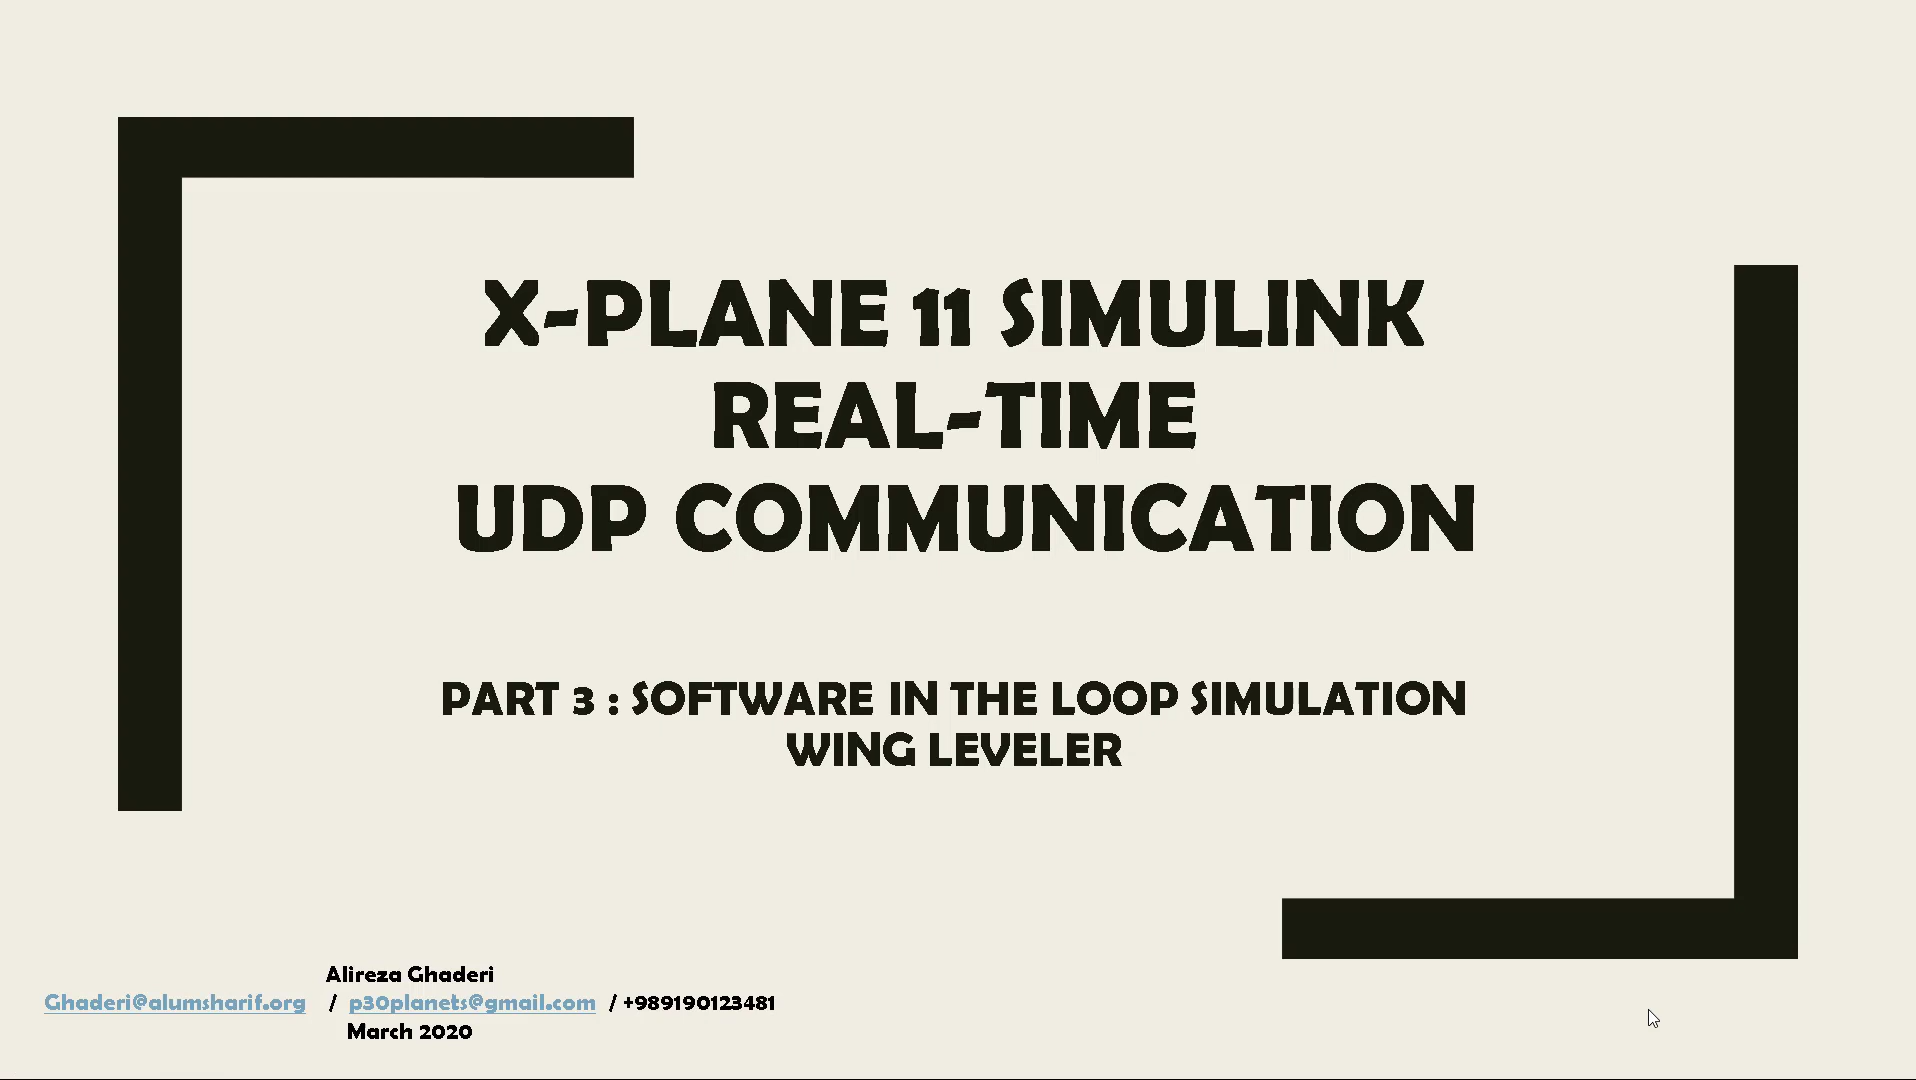 X-PLANE 11 SIMULINK
REAL-TIME
UDP COMMUNICATION
PART 3 : SOFTWARE IN THE LOOP SIMULATION
WING LEVELER
Alireza Ghaderi
Ghaderi@alumsharif.org / p30planets@gmail.com / +989190123481
March 2020